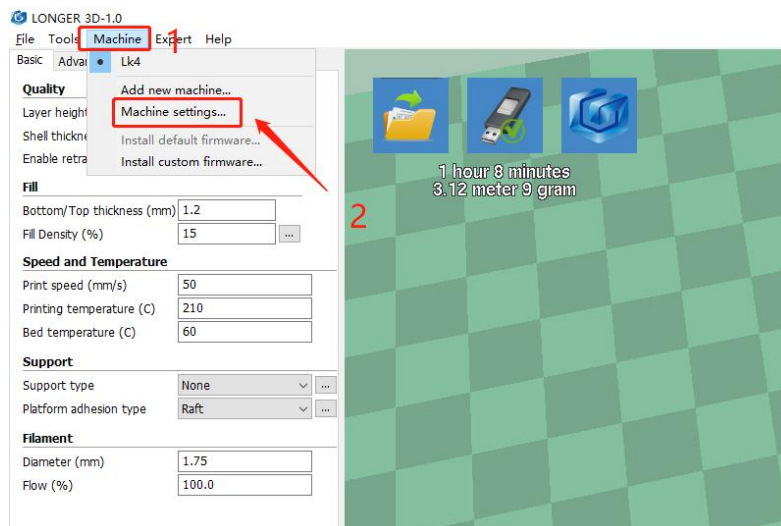 LONGER 3D-1.0
File Tools Machine Expert Help
1
Basic Advan
Lk4
Add new machine...
Machine settings...
Install default firmware...
Install custom firmware...
Quality
Layer height
Shell thickne
Enable retra
Fill
Bottom/Top thickness (mm) 1.2
Fill Density (%) 15 ...
Speed and Temperature
Print speed (mm/s) 50
Printing temperature (C) 210
Bed temperature (C) 60
Support
Support type None ...
Platform adhesion type Raft ...
Filament
Diameter (mm) 1.75
Flow (%) 100.0
2
1 hour 8 minutes
3.12 meter 9 gram